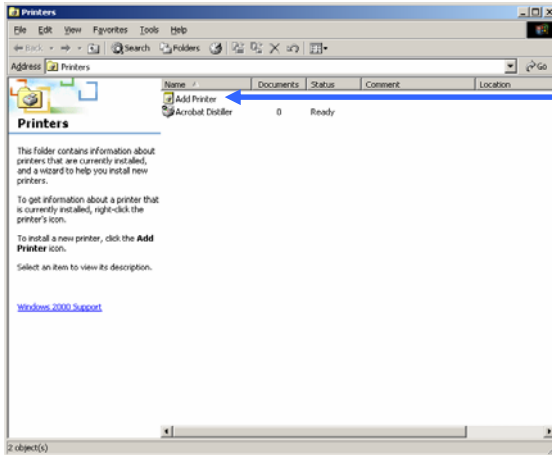 Printers
File Edit View Favorites Tools Help
Back Search Folders
Address Printers Go
Name Documents Status Comment Location
Add Printer
Acrobat Distiller 0 Ready
Printers
This folder contains information about
printers that are currently installed,
and a wizard to help you install new
printers.
To get information about a printer that
is currently installed, right-click the
printer's icon.
To install a new printer, click the Add
Printer icon.
Select an item to view its description.
Windows 2000 Support
2 object(s)